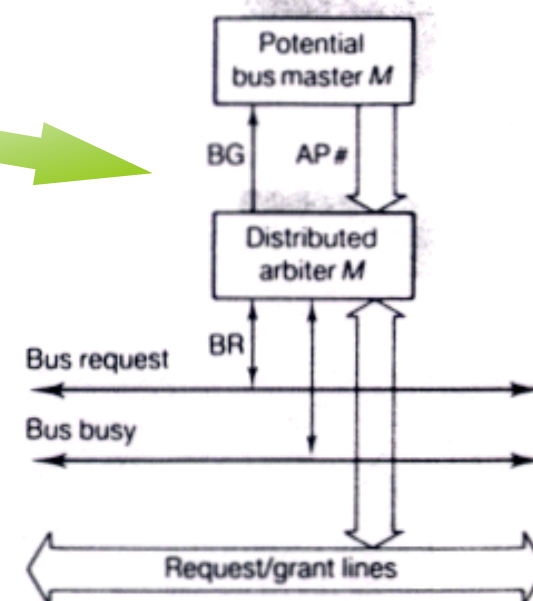 Potential
bus master M
BG
AP #
Distributed
arbiter M
BR
Bus request
Bus busy
Request/grant lines